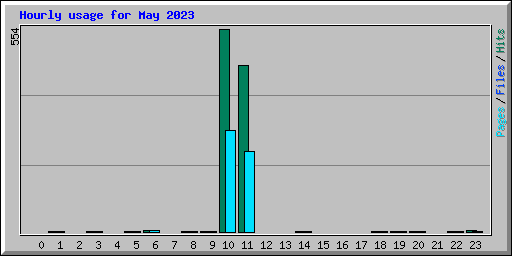 Hourly usage for May 2023
554
Pages/Files/Hits
0 1 2 3 4 5 6 7 8 9 10 11 12 13 14 15 16 17 18 19 20 21 22 23